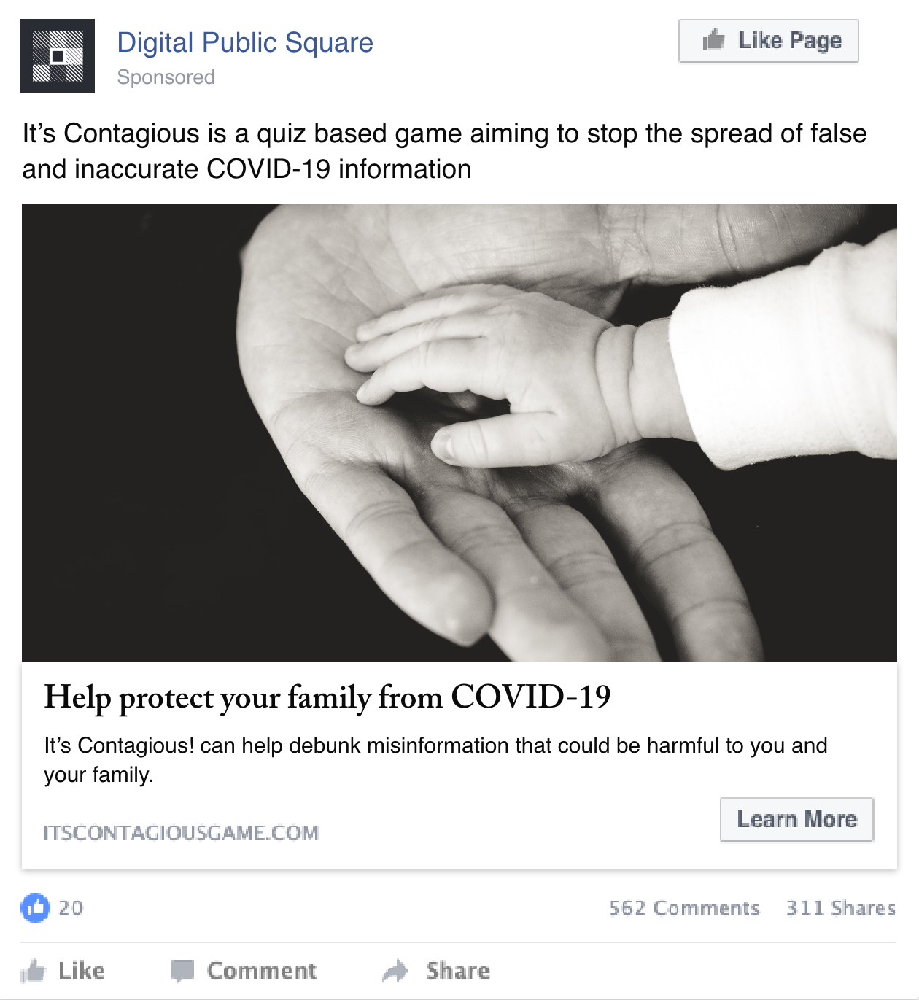 Digital Public Square
Like Page
Sponsored
It’s Contagious is a quiz based game aiming to stop the spread of false
and inaccurate COVID-19 information
Help protect your family from COVID-19
It’s Contagious! can help debunk misinformation that could be harmful to you and
your family.
Learn More
ITSCONTAGIOUSGAME.COM
20
562 Comments 311 Shares
Like Comment Share